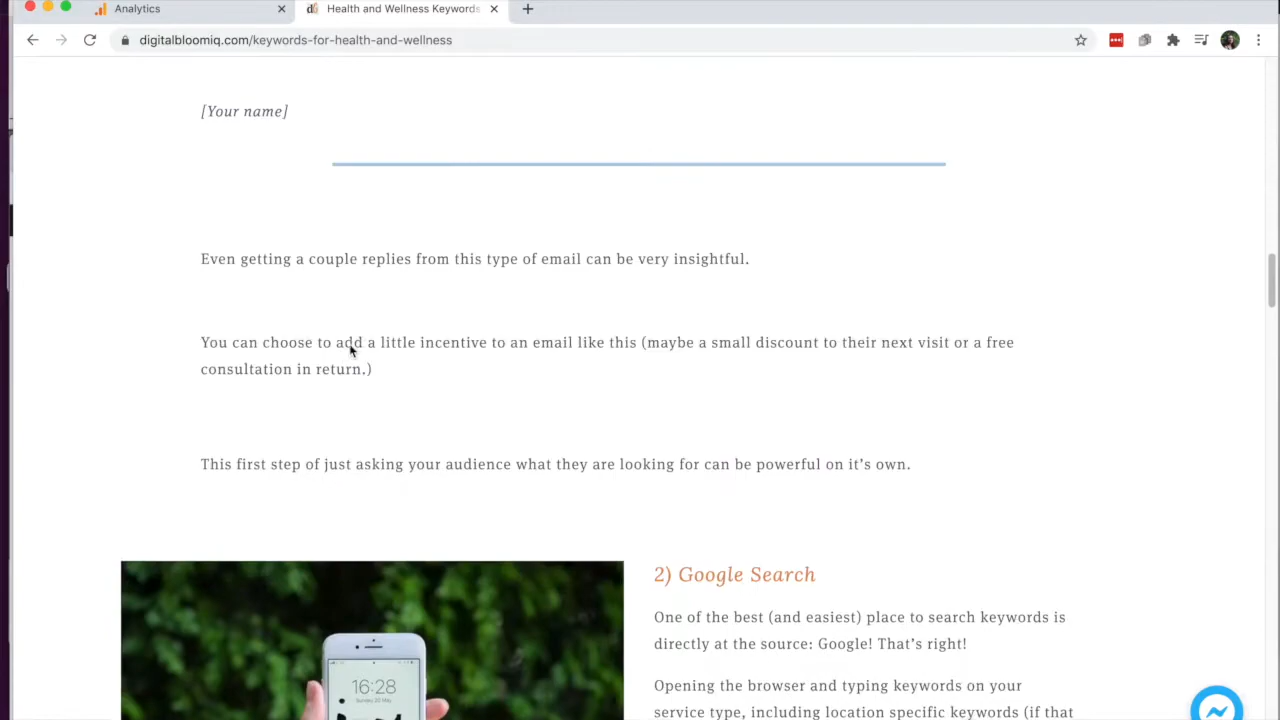 Analytics
Health and Wellness Keywords
digitalbloomiq.com/keywords-for-health-and-wellness
[Your name]
Even getting a couple replies from this type of email can be very insightful.
You can choose to add a little incentive to an email like this (maybe a small discount to their next visit or a free
consultation in return.)
This first step of just asking your audience what they are looking for can be powerful on it's own.
2) Google Search
One of the best (and easiest) place to search keywords is
directly at the source: Google! That's right!
Opening the browser and typing keywords on your
service type, including location specific keywords (if that
16:28